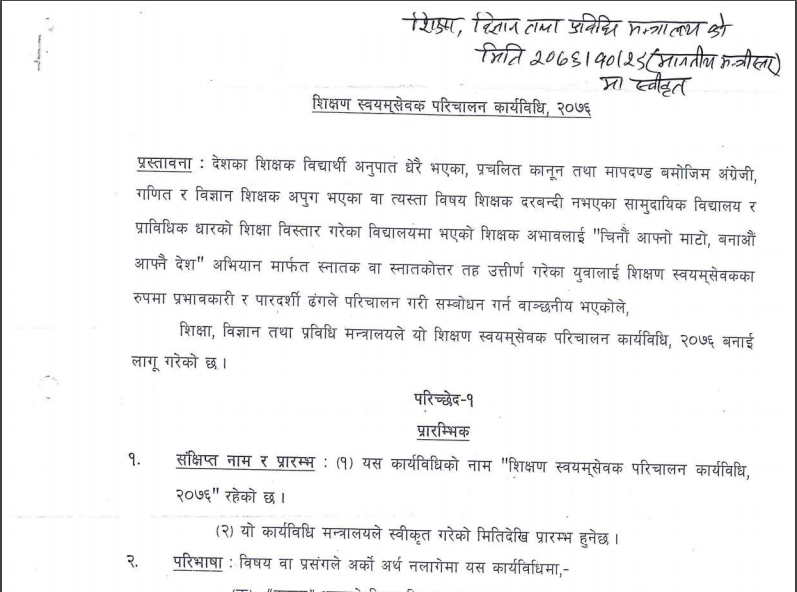 शिक्षा, विज्ञान तथा प्रविधि मन्त्रालय को
मिति (माननीय मन्त्रीस्तर)
मा स्वीकृत
शिक्षण स्वयम्‌सेवक परिचालन कार्यविधि, २०७६
प्रस्तावना : देशका शिक्षक विद्यार्थी अनुपात धेरै भएका, प्रचलित कानून तथा मापदण्ड बमोजिम अंग्रेजी,
गणित र विज्ञान शिक्षक अपुग भएका वा त्यस्ता विषय शिक्षक दरबन्दी नभएका सामुदायिक विद्यालय र
प्राविधिक धारको शिक्षा विस्तार गरेका विद्यालयमा भएको शिक्षक अभावलाई "चिनौं आफ्नो माटो, बनाऔं
आफ्नै देश" अभियान मार्फत स्नातक वा स्नातकोत्तर तह उत्तीर्ण गरेका युवालाई शिक्षण स्वयम्‌सेवकका
रुपमा प्रभावकारी र पारदर्शी ढंगले परिचालन गरी सम्बोधन गर्न वाञ्छनीय भएकोले,
शिक्षा, विज्ञान तथा प्रविधि मन्त्रालयले यो शिक्षण स्वयम्‌सेवक परिचालन कार्यविधि, २०७६ बनाई
लागू गरेको छ ।
परिच्छेद-१
प्रारम्भिक
१. संक्षिप्त नाम र प्रारम्भ : (१) यस कार्यविधिको नाम "शिक्षण स्वयम्‌सेवक परिचालन कार्यविधि,
२०७६" रहेको छ ।
(२) यो कार्यविधि मन्त्रालयले स्वीकृत गरेको मितिदेखि प्रारम्भ हुनेछ ।
२. परिभाषा : विषय वा प्रसंगले अर्को अर्थ नलागेमा यस कार्यविधिमा,-